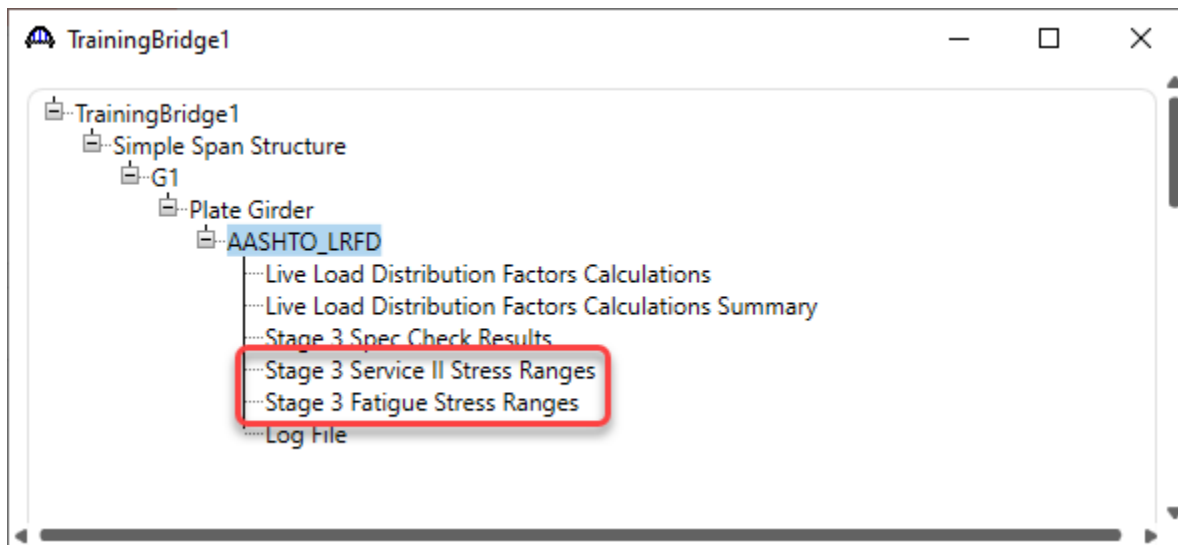 TrainingBridge1
TrainingBridge1
Simple Span Structure
G1
Plate Girder
AASHTO_LRFD
Live Load Distribution Factors Calculations
Live Load Distribution Factors Calculations Summary
Stage 3 Spec Check Results
Stage 3 Service II Stress Ranges
Stage 3 Fatigue Stress Ranges
Log File